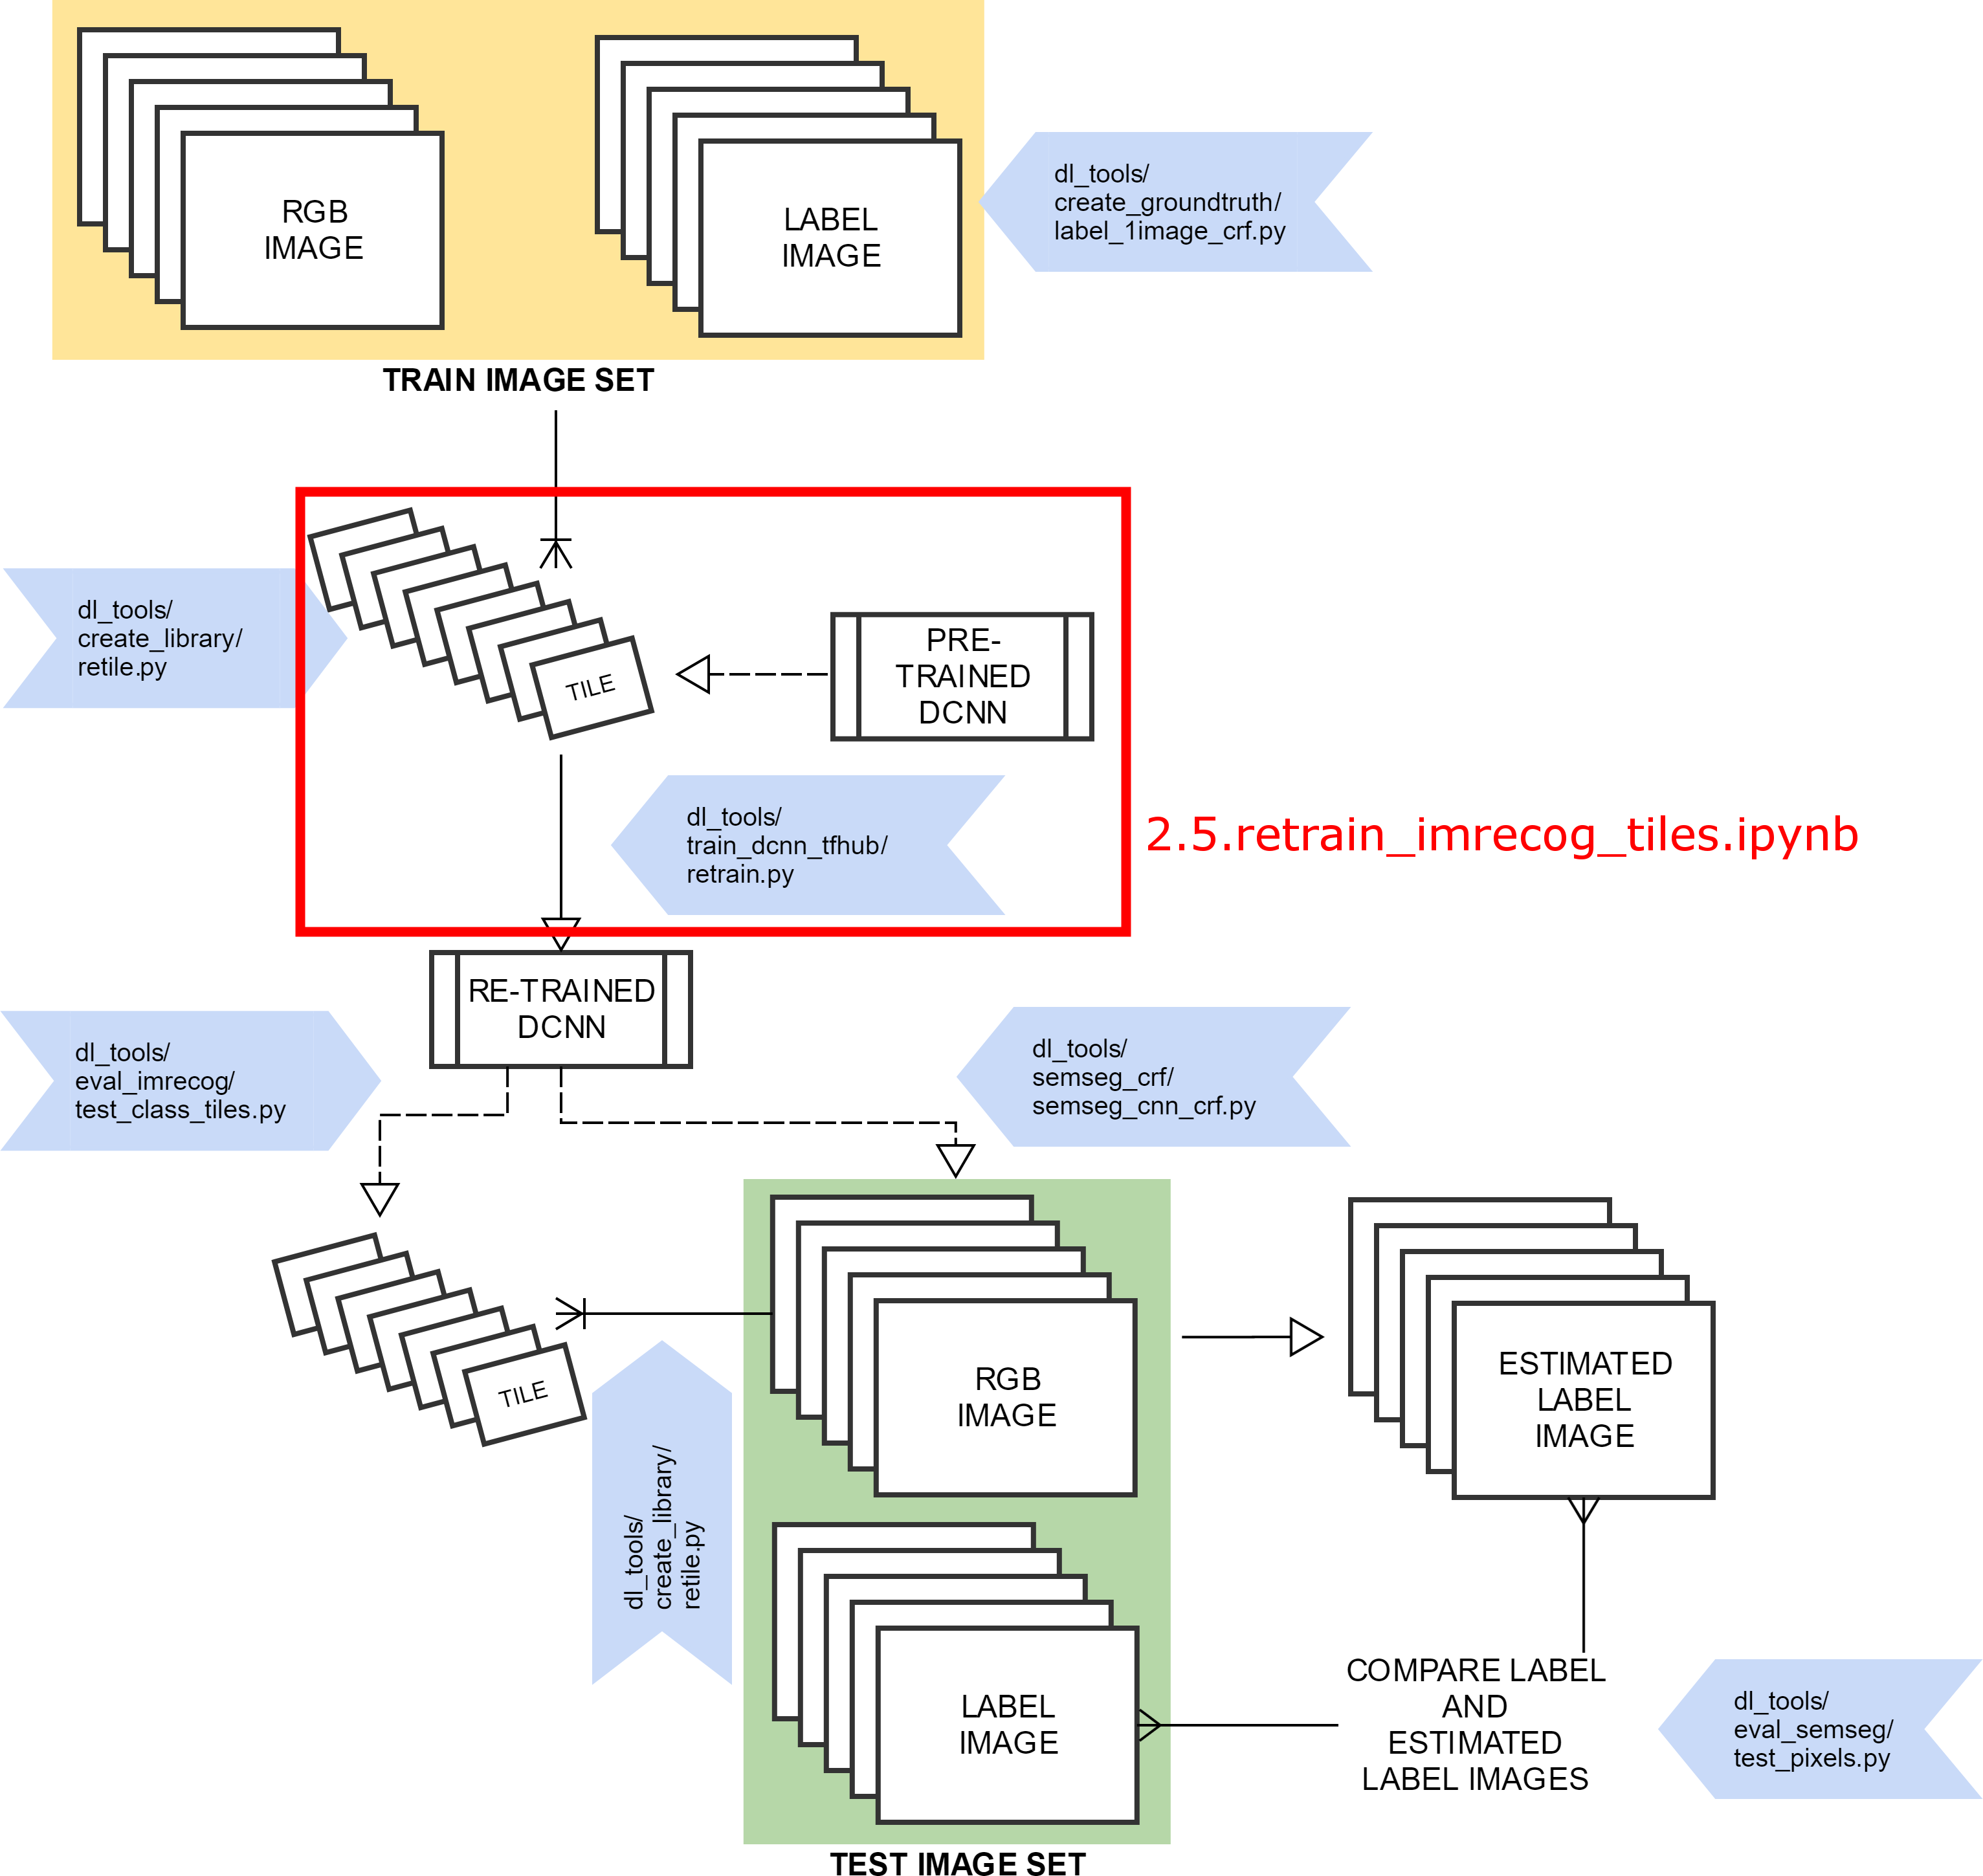 RGB
IMAGE
LABEL
IMAGE
dl_tools/
create_groundtruth/
label_1image_crf.py
TRAIN IMAGE SET
dl_tools/
create_library/
retile.py
TILE
PRE-
TRAINED
DCNN
dl_tools/
train_dcnn_tfhub/
retrain.py
2.5.retrain_imrecog_tiles.ipynb
RE-TRAINED
DCNN
dl_tools/
eval_imrecog/
test_class_tiles.py
dl_tools/
semseg_crf/
semseg_cnn_crf.py
TILE
dl_tools/
create_library/
retile.py
RGB
IMAGE
ESTIMATED
LABEL
IMAGE
LABEL
IMAGE
COMPARE LABEL
AND
ESTIMATED
LABEL IMAGES
dl_tools/
eval_semseg/
test_pixels.py
TEST IMAGE SET